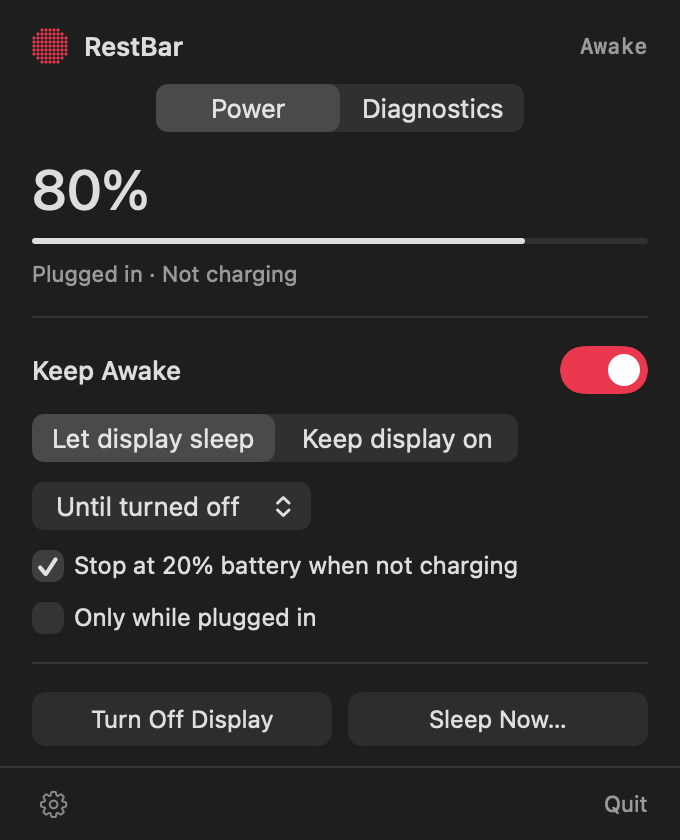 RestBar
Awake
Power
Diagnostics
80%
Plugged in · Not charging
Keep Awake
Let display sleep
Keep display on
Until turned off
Stop at 20% battery when not charging
Only while plugged in
Turn Off Display
Sleep Now...
Quit